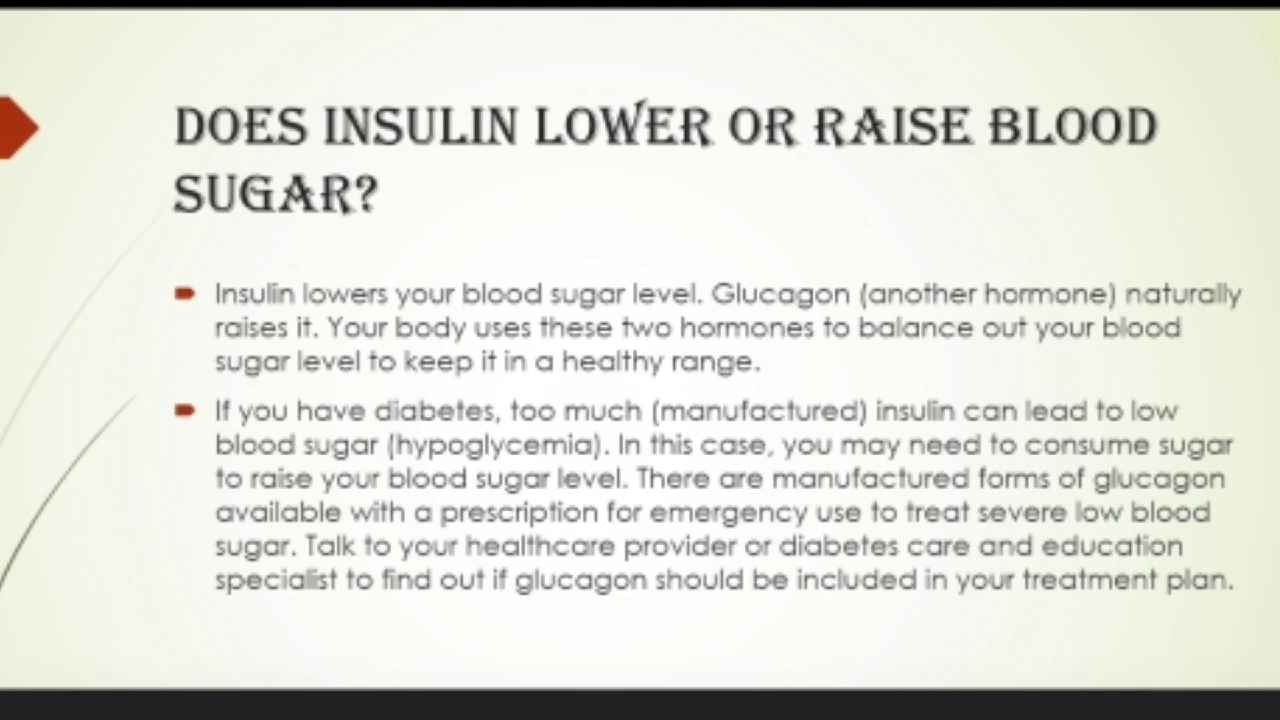 DOES INSULIN LOWER OR RAISE BLOOD
SUGAR?
Insulin lowers your blood sugar level. Glucagon (another hormone) naturally
raises it. Your body uses these two hormones to balance out your blood
sugar level to keep it in a healthy range.
If you have diabetes, too much (manufactured) insulin can lead to low
blood sugar (hypoglycemia). In this case, you may need to consume sugar
to raise your blood sugar level. There are manufactured forms of glucagon
available with a prescription for emergency use to treat severe low blood
sugar. Talk to your healthcare provider or diabetes care and education
specialist to find out if glucagon should be included in your treatment plan.